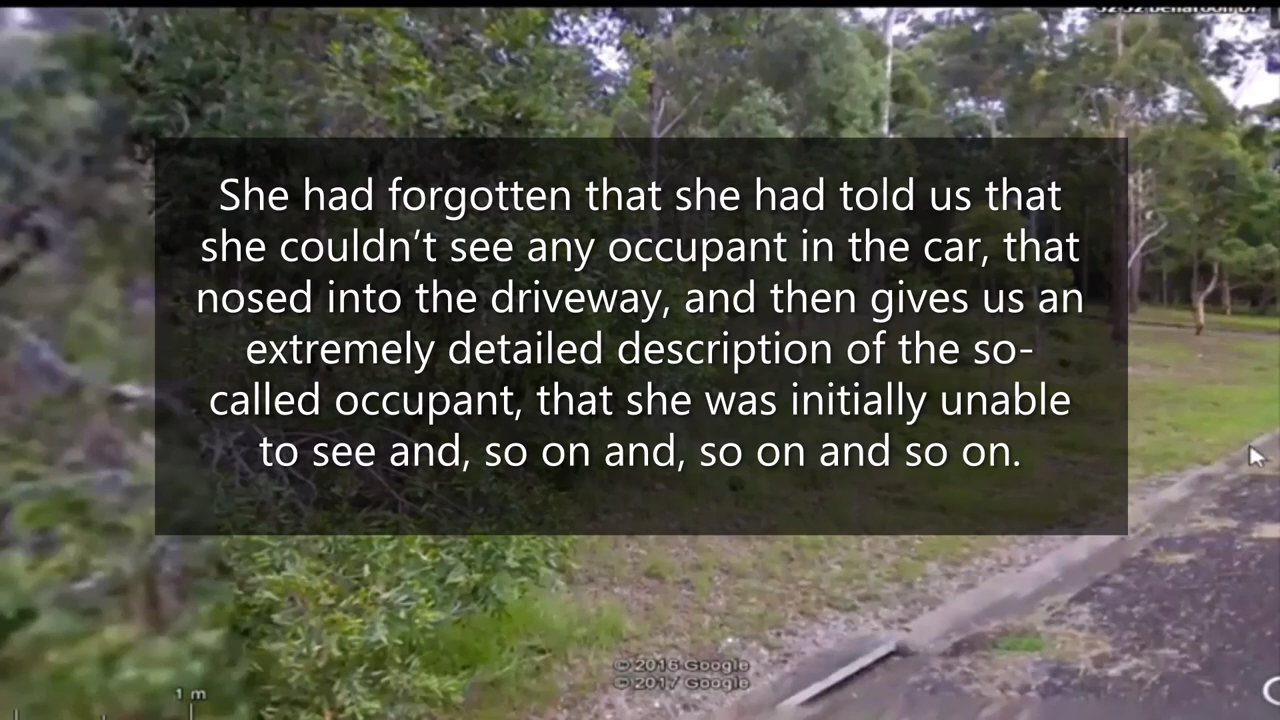 She had forgotten that she had told us that
she couldn’t see any occupant in the car, that
nosed into the driveway, and then gives us an
extremely detailed description of the so-
called occupant, that she was initially unable
to see and, so on and, so on and so on.
© 2016 Google
© 2017 Google
1 m